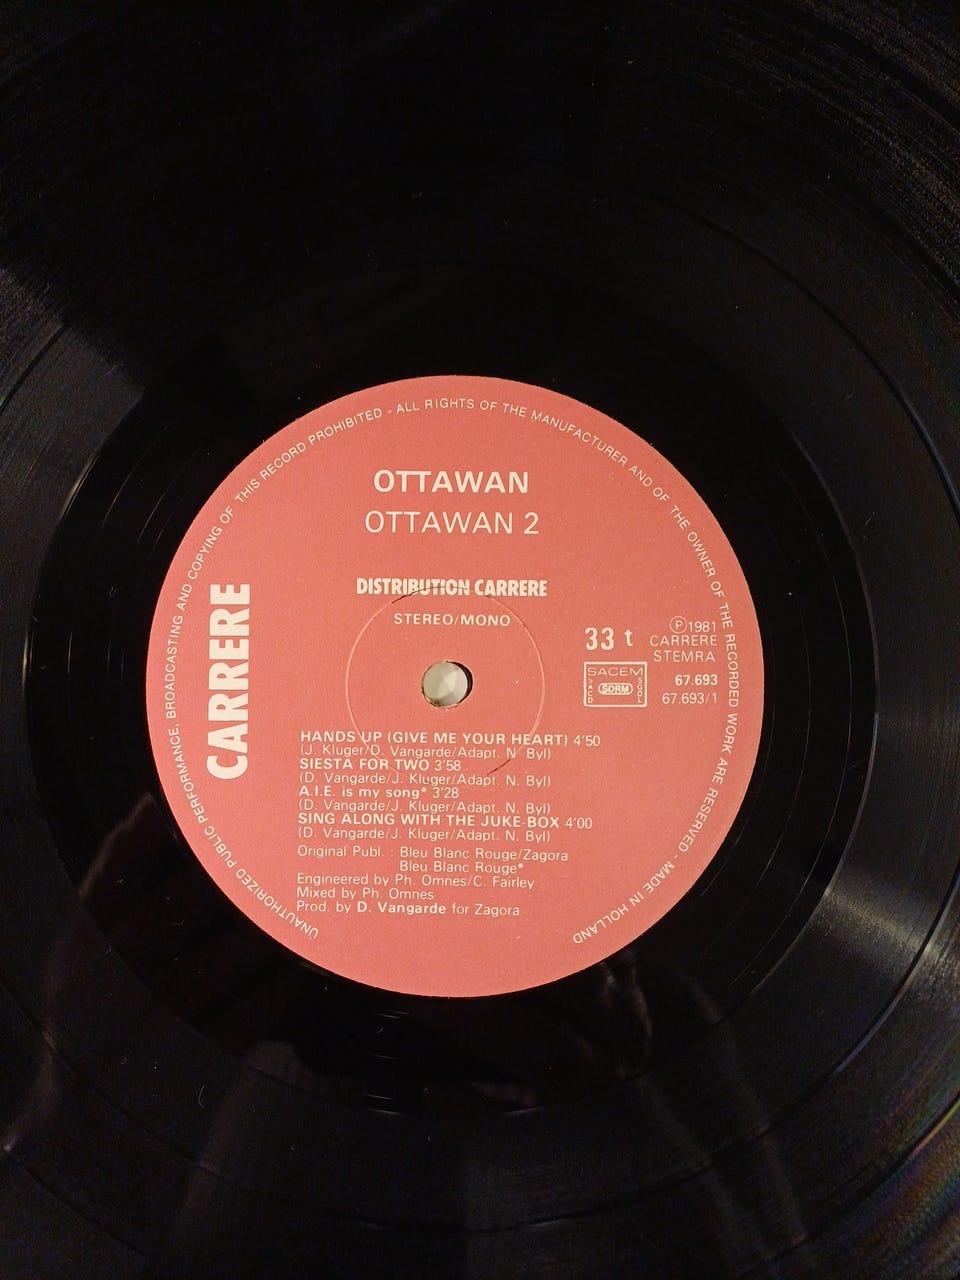 UNAUTHORIZED PUBLIC PERFORMANCE, BROADCASTING AND COPYING OF THIS RECORD PROHIBITED - ALL RIGHTS OF THE MANUFACTURER AND OF THE OWNER OF THE RECORDED WORK ARE RESERVED - MADE IN HOLLAND
OTTAWAN
OTTAWAN 2
DISTRIBUTION CARRERE
STEREO/MONO
CARRERE
33 t
Ⓟ1981
CARRERE
STEMRA
SACEM
SACD
SDRM
SGDL
67.693
67.693/1
HANDS UP (GIVE ME YOUR HEART) 4'50
(J. Kluger/D. Vangarde/Adapt. N. Byl)
SIESTA FOR TWO 3'58
(D. Vangarde/J. Kluger/Adapt. N. Byl)
A.I.E. is my song* 3'28
(D. Vangarde/J. Kluger/Adapt. N. Byl)
SING ALONG WITH THE JUKE-BOX 4'00
(D. Vangarde/J. Kluger/Adapt. N. Byl)
Original Publ. : Bleu Blanc Rouge/Zagora
Bleu Blanc Rouge*
Engineered by Ph. Omnes/C. Fairley
Mixed by Ph. Omnes
Prod. by D. Vangarde for Zagora